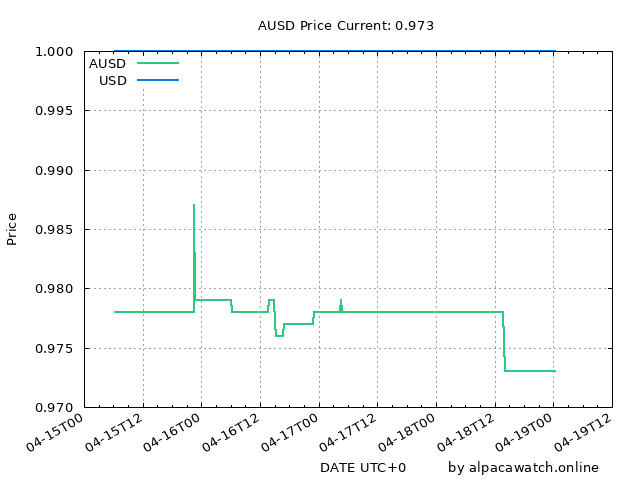 AUSD Price Current: 0.973
1.000
AUSD
USD
0.995
0.990
0.985
Price
0.980
0.975
0.970
04-15T00 04-15T12 04-16T00 04-16T12 04-17T00 04-17T12 04-18T00 04-18T12 04-19T00 04-19T12
DATE UTC+0 by alpacawatch.online